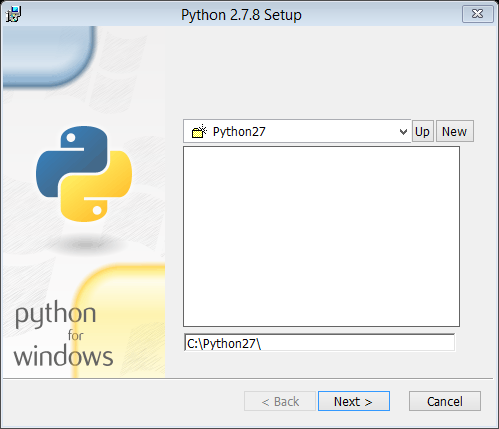 Python 2.7.8 Setup
Python27
Up
New
C:\Python27\
python
for
windows
< Back
Next >
Cancel